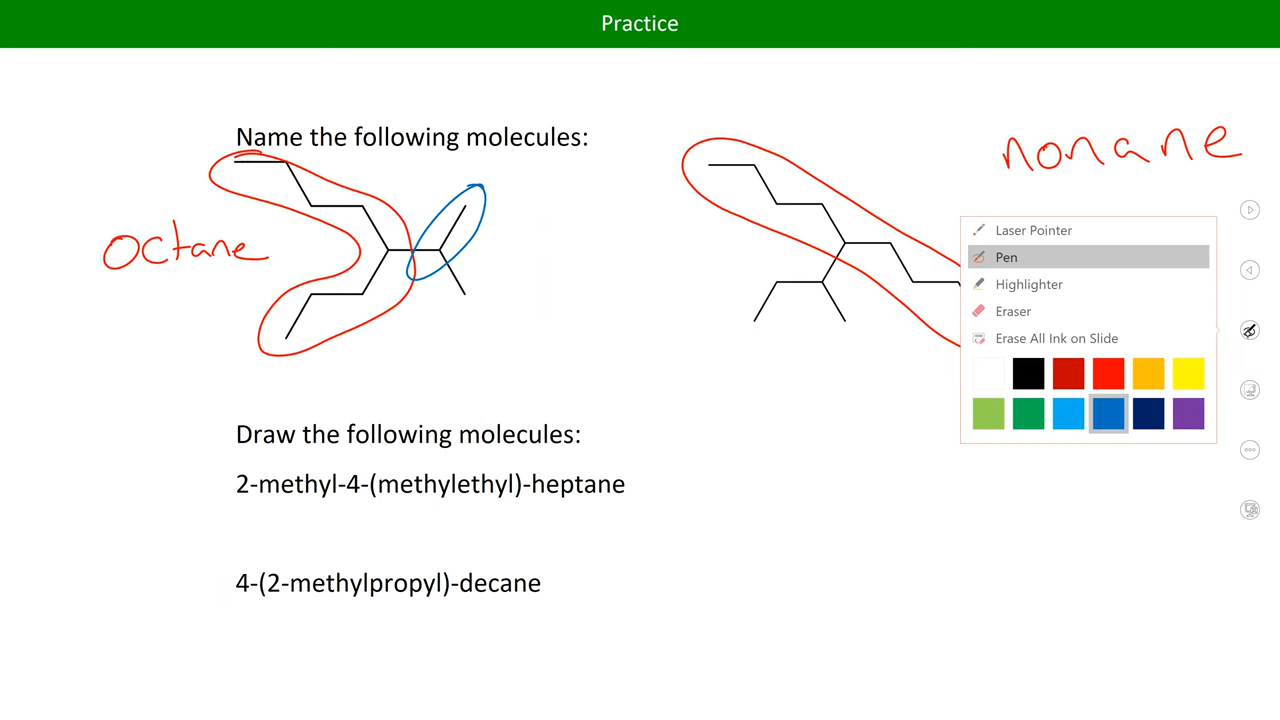 Practice
Name the following molecules:
octane
nonane
Laser Pointer
Pen
Highlighter
Eraser
Erase All Ink on Slide
Draw the following molecules:
2-methyl-4-(methylethyl)-heptane
4-(2-methylpropyl)-decane